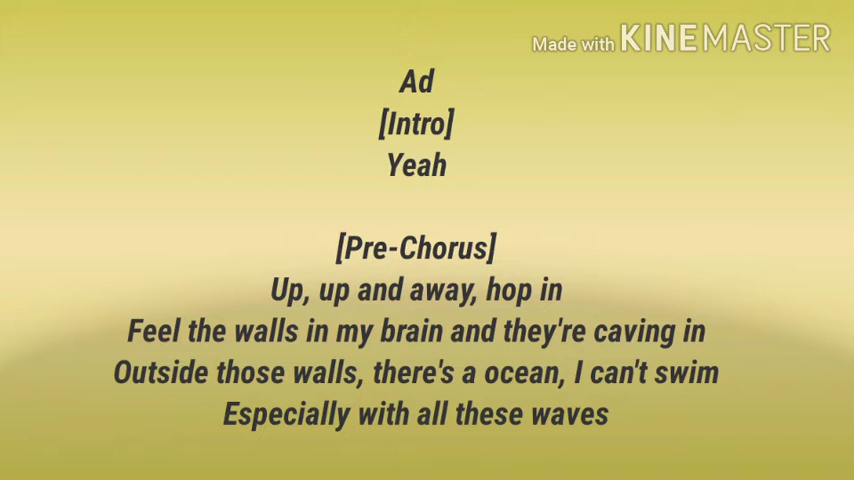 Made with KINEMASTER
Ad
[Intro]
Yeah
[Pre-Chorus]
Up, up and away, hop in
Feel the walls in my brain and they're caving in
Outside those walls, there's a ocean, I can't swim
Especially with all these waves